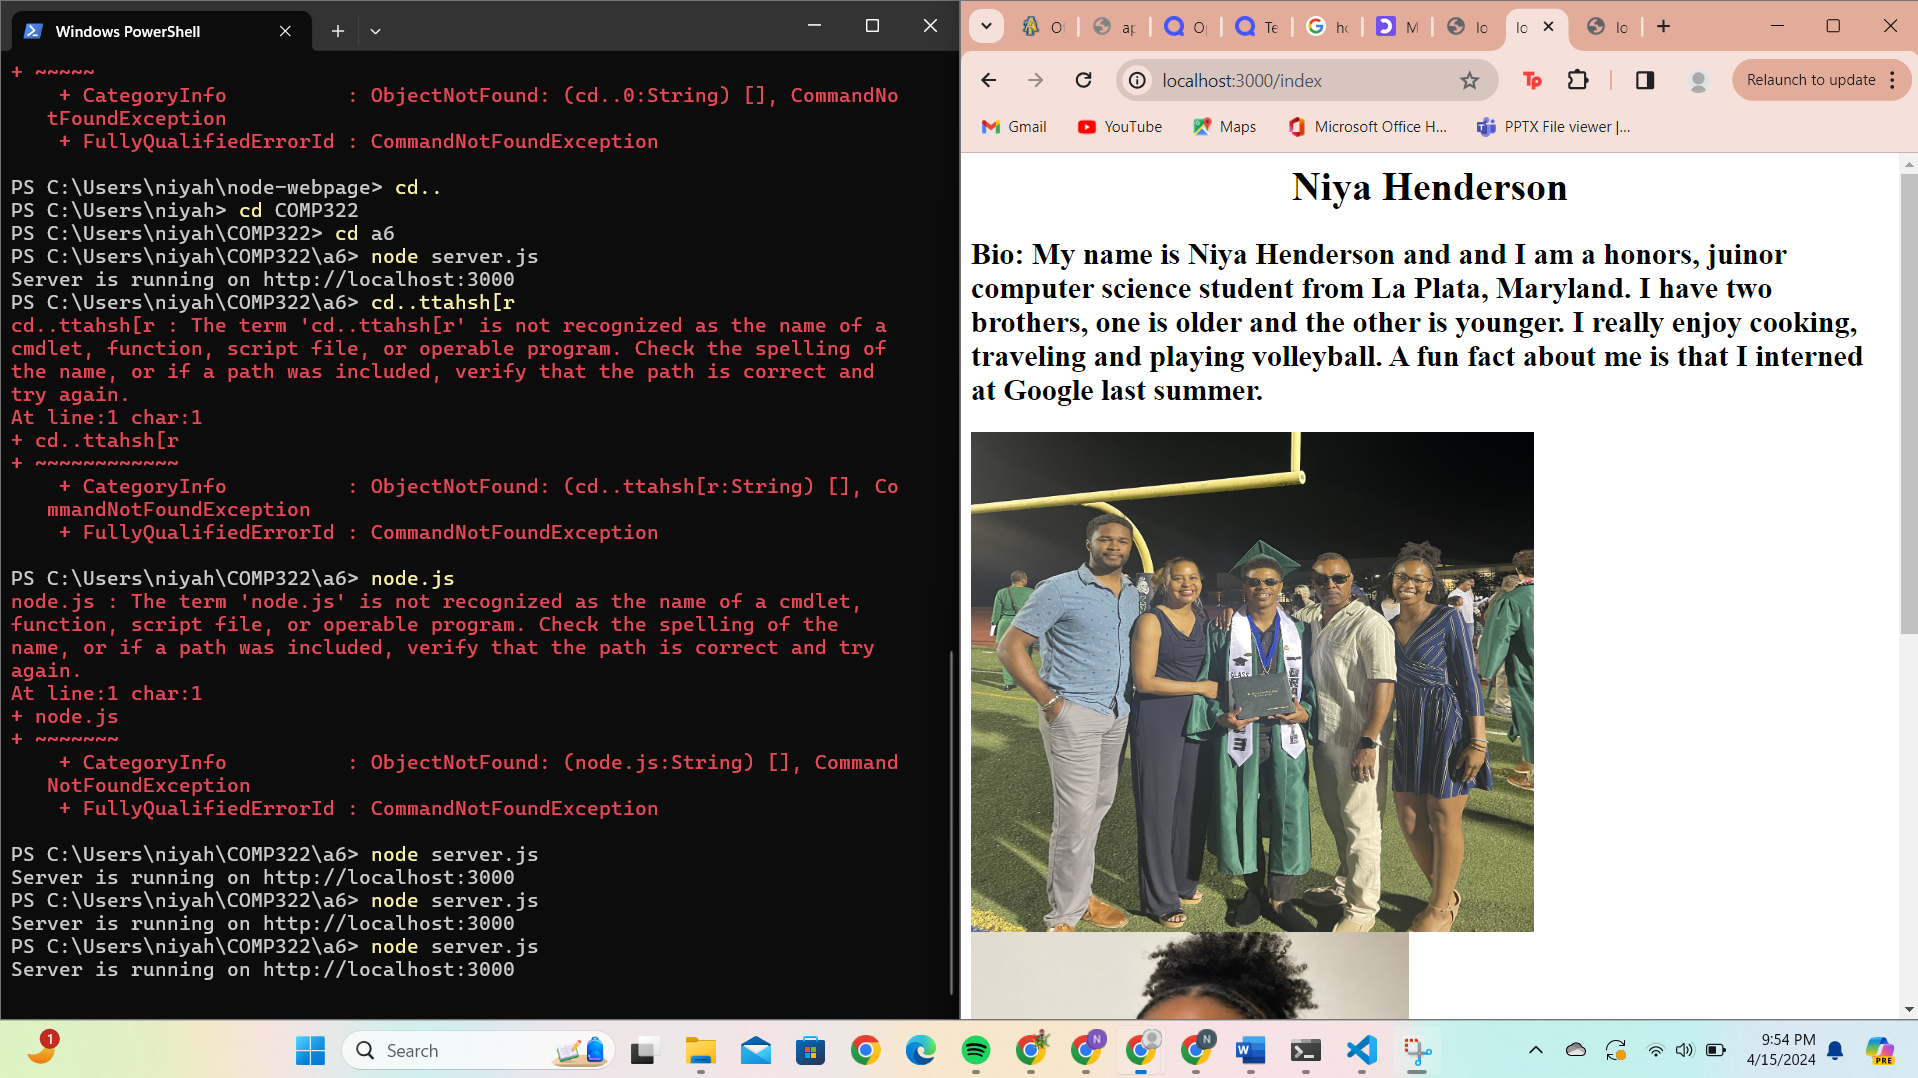 Windows PowerShell
+ ~~~~~
+ CategoryInfo          : ObjectNotFound: (cd..0:String) [], CommandNo
tFoundException
+ FullyQualifiedErrorId : CommandNotFoundException
PS C:\Users\niyah\node-webpage> cd..
PS C:\Users\niyah> cd COMP322
PS C:\Users\niyah\COMP322> cd a6
PS C:\Users\niyah\COMP322\a6> node server.js
Server is running on http://localhost:3000
PS C:\Users\niyah\COMP322\a6> cd..ttahsh[r
cd..ttahsh[r : The term 'cd..ttahsh[r' is not recognized as the name of a
cmdlet, function, script file, or operable program. Check the spelling of
the name, or if a path was included, verify that the path is correct and
try again.
At line:1 char:1
+ cd..ttahsh[r
+ ~~~~~~~~~~~~
+ CategoryInfo          : ObjectNotFound: (cd..ttahsh[r:String) [], Co
mmandNotFoundException
+ FullyQualifiedErrorId : CommandNotFoundException
PS C:\Users\niyah\COMP322\a6> node.js
node.js : The term 'node.js' is not recognized as the name of a cmdlet,
function, script file, or operable program. Check the spelling of the
name, or if a path was included, verify that the path is correct and try
again.
At line:1 char:1
+ node.js
+ ~~~~~~~
+ CategoryInfo          : ObjectNotFound: (node.js:String) [], Command
NotFoundException
+ FullyQualifiedErrorId : CommandNotFoundException
PS C:\Users\niyah\COMP322\a6> node server.js
Server is running on http://localhost:3000
PS C:\Users\niyah\COMP322\a6> node server.js
Server is running on http://localhost:3000
PS C:\Users\niyah\COMP322\a6> node server.js
Server is running on http://localhost:3000
localhost:3000/index
Relaunch to update
Gmail YouTube Maps Microsoft Office H... PPTX File viewer |...
Niya Henderson
Bio: My name is Niya Henderson and and I am a honors, juinor
computer science student from La Plata, Maryland. I have two
brothers, one is older and the other is younger. I really enjoy cooking,
traveling and playing volleyball. A fun fact about me is that I interned
at Google last summer.
1
Search
9:54 PM
4/15/2024
PRE